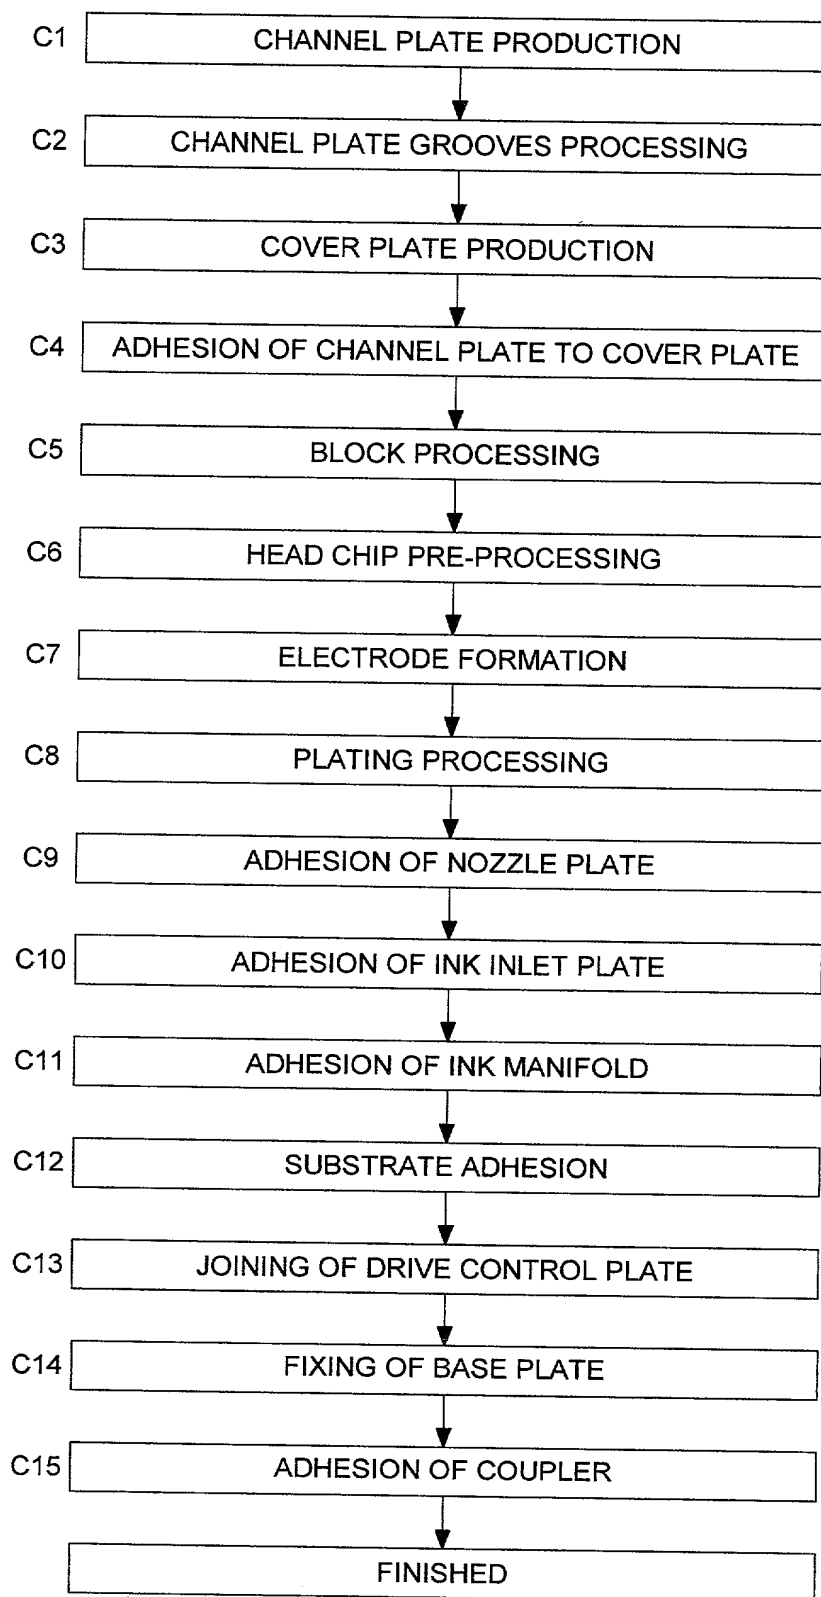 C1 CHANNEL PLATE PRODUCTION
C2 CHANNEL PLATE GROOVES PROCESSING
C3 COVER PLATE PRODUCTION
C4 ADHESION OF CHANNEL PLATE TO COVER PLATE
C5 BLOCK PROCESSING
C6 HEAD CHIP PRE-PROCESSING
C7 ELECTRODE FORMATION
C8 PLATING PROCESSING
C9 ADHESION OF NOZZLE PLATE
C10 ADHESION OF INK INLET PLATE
C11 ADHESION OF INK MANIFOLD
C12 SUBSTRATE ADHESION
C13 JOINING OF DRIVE CONTROL PLATE
C14 FIXING OF BASE PLATE
C15 ADHESION OF COUPLER
FINISHED